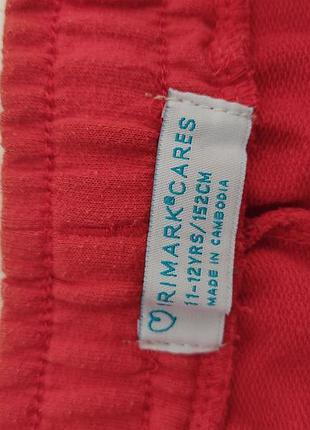 RIMARK®CARES
11-12YRS/152CM
MADE IN CAMBODIA